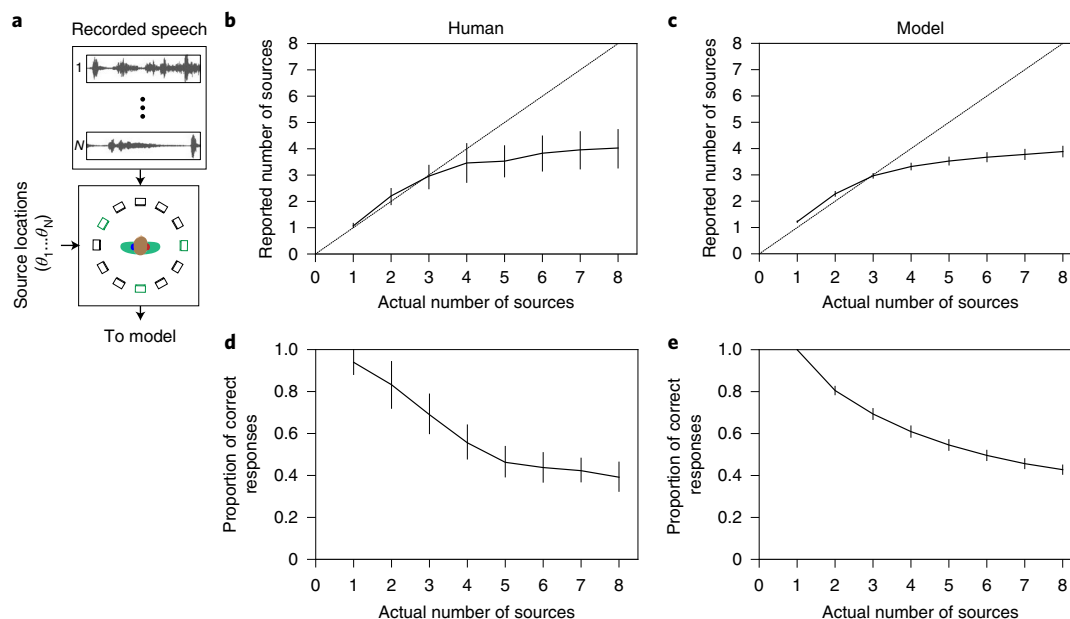 a
Recorded speech
1
N
Source locations
(θ1...θN)
To model
b
Human
Reported number of sources
8
7
6
5
4
3
2
1
0
0 1 2 3 4 5 6 7 8
Actual number of sources
c
Model
Reported number of sources
8
7
6
5
4
3
2
1
0
0 1 2 3 4 5 6 7 8
Actual number of sources
d
Proportion of correct
responses
1.0
0.8
0.6
0.4
0.2
0
0 1 2 3 4 5 6 7 8
Actual number of sources
e
Proportion of correct
responses
1.0
0.8
0.6
0.4
0.2
0
0 1 2 3 4 5 6 7 8
Actual number of sources